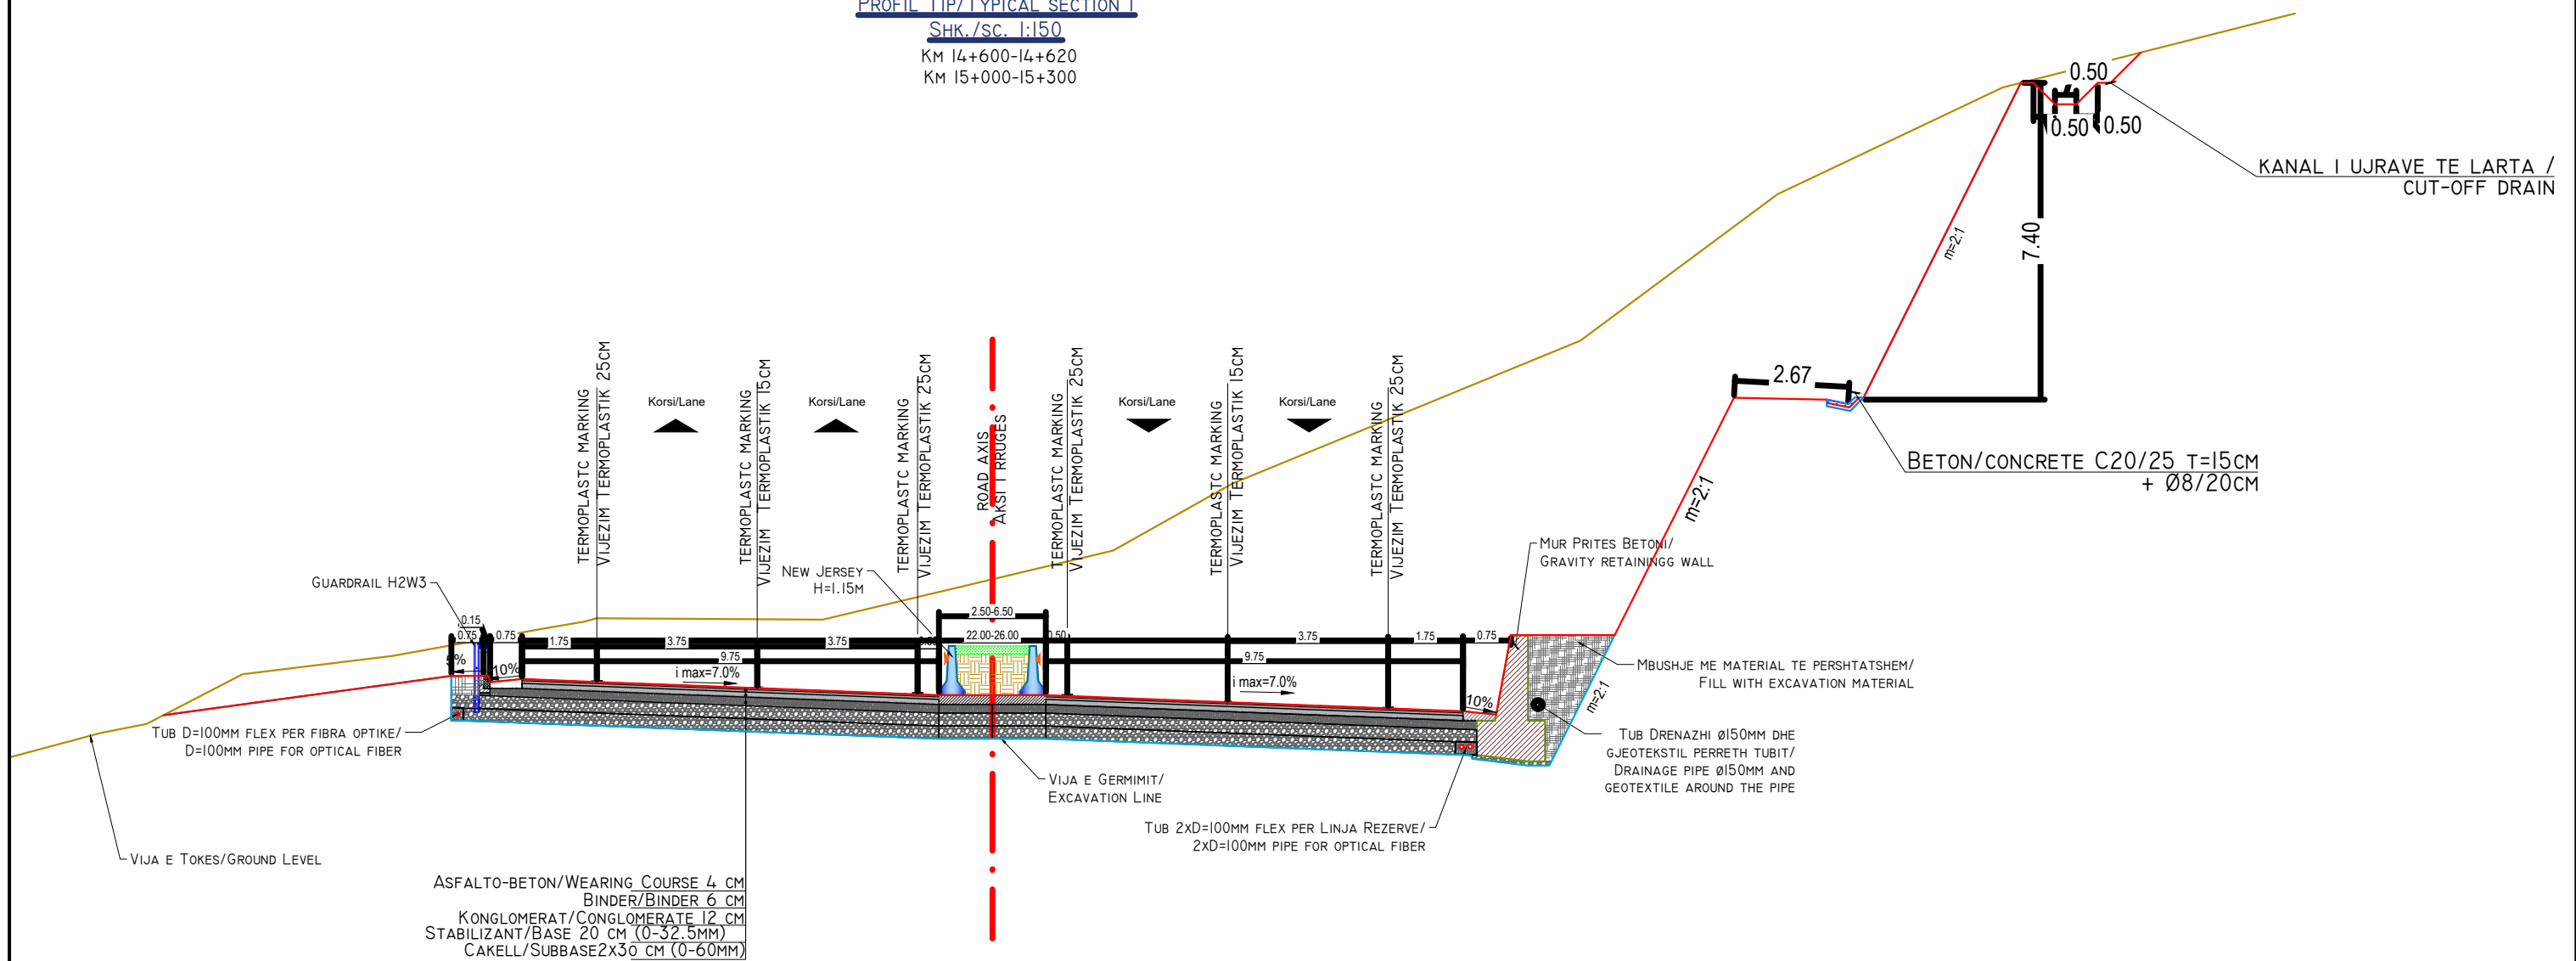 PROFIL TIP/TYPICAL SECTION 1
SHK./SC. 1:150
KM 14+600-14+620
KM 15+000-15+300
0.50
0.50
0.50
KANAL I UJRAVE TE LARTA /
CUT-OFF DRAIN
7.40
m=2:1
2.67
BETON/CONCRETE C20/25 T=15CM
+ Ø8/20CM
m=2:1
TERMOPLASTC MARKING
VIJEZIM TERMOPLASTIK 25CM
Korsi/Lane
TERMOPLASTC MARKING
VIJEZIM TERMOPLASTIK 15CM
Korsi/Lane
TERMOPLASTC MARKING
VIJEZIM TERMOPLASTIK 25CM
ROAD AXIS
AKSI I RRUGES
TERMOPLASTC MARKING
VIJEZIM TERMOPLASTIK 25CM
Korsi/Lane
TERMOPLASTC MARKING
VIJEZIM TERMOPLASTIK 15CM
Korsi/Lane
TERMOPLASTC MARKING
VIJEZIM TERMOPLASTIK 25CM
MUR PRITES BETONI/
GRAVITY RETAININGG WALL
GUARDRAIL H2W3
NEW JERSEY
H=1.15M
2.50-6.50
0.15
0.75
0.75
1.75
3.75
3.75
22.00-26.00
0.50
3.75
1.75
0.75
9.75
9.75
5%
10%
i max=7.0%
i max=7.0%
10%
m=2:1
MBUSHJE ME MATERIAL TE PERSHTATSHEM/
FILL WITH EXCAVATION MATERIAL
TUB D=100MM FLEX PER FIBRA OPTIKE/
D=100MM PIPE FOR OPTICAL FIBER
TUB DRENAZHI Ø150MM DHE
GJEOTEKSTIL PERRETH TUBIT/
DRAINAGE PIPE Ø150MM AND
GEOTEXTILE AROUND THE PIPE
VIJA E GERMIMIT/
EXCAVATION LINE
TUB 2XD=100MM FLEX PER LINJA REZERVE/
2XD=100MM PIPE FOR OPTICAL FIBER
VIJA E TOKES/GROUND LEVEL
ASFALTO-BETON/WEARING COURSE 4 CM
BINDER/BINDER 6 CM
KONGLOMERAT/CONGLOMERATE 12 CM
STABILIZANT/BASE 20 CM (0-32.5MM)
CAKELL/SUBBASE2X30 CM (0-60MM)